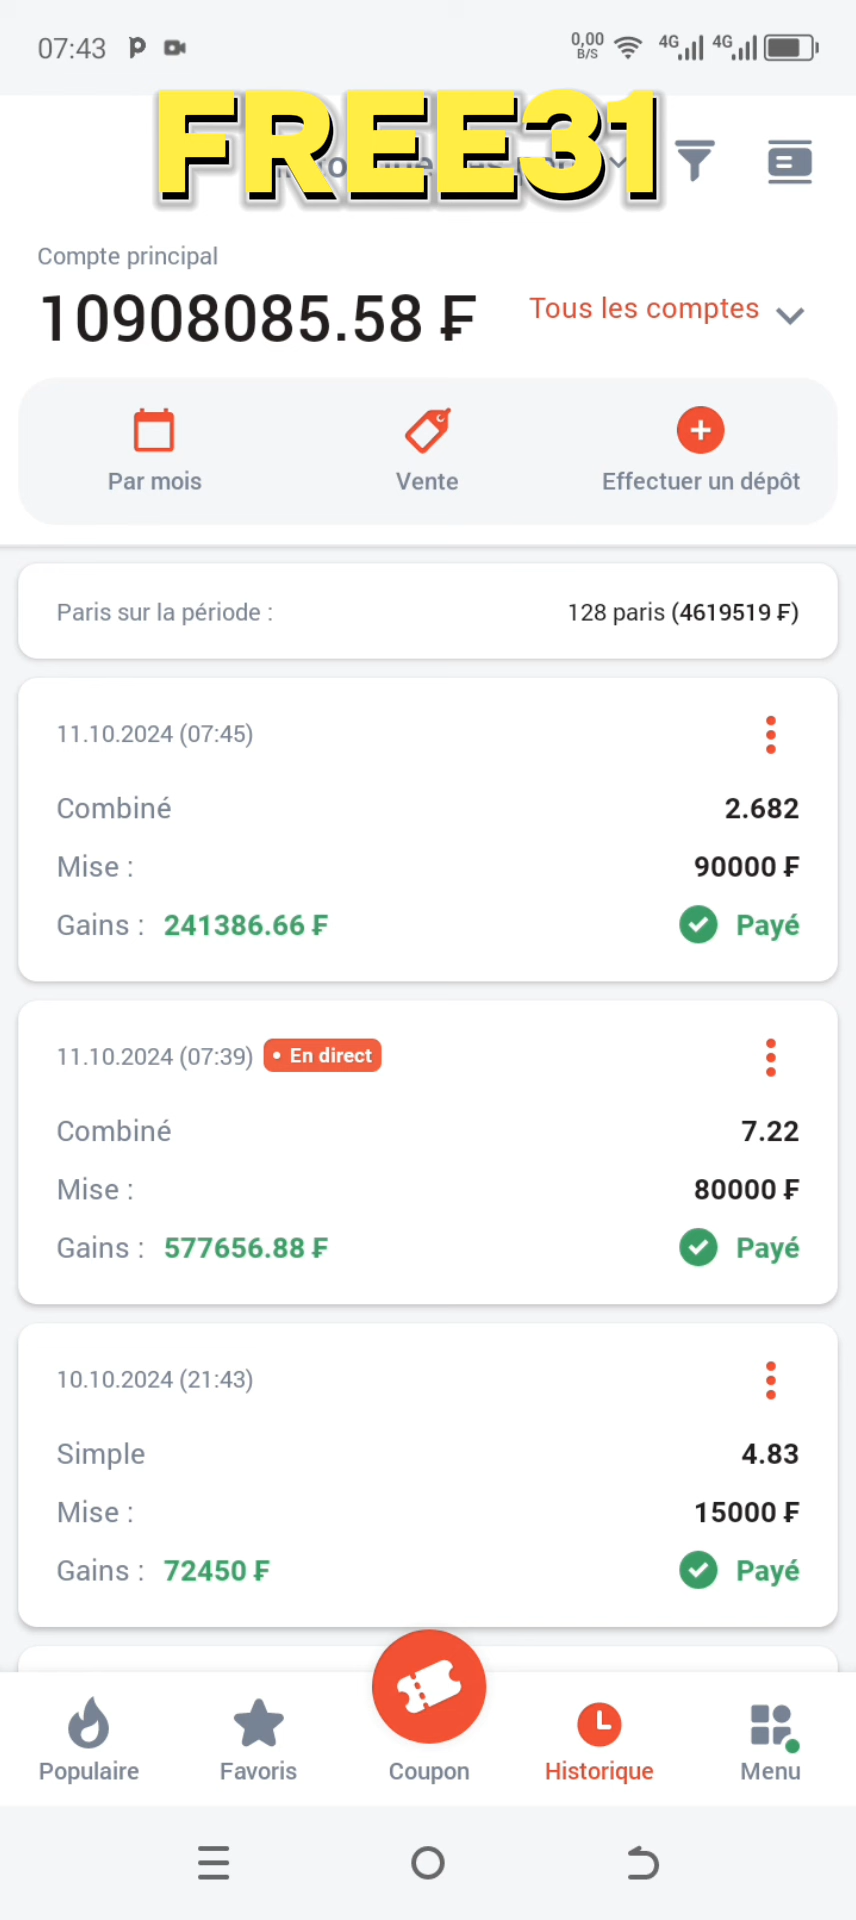 07:43
0,00 B/S 4G 4G
FREE31
Compte principal
10908085.58 ₣ Tous les comptes
Par mois Vente Effectuer un dépôt
Paris sur la période : 128 paris (4619519 ₣)
11.10.2024 (07:45)
Combiné 2.682
Mise : 90000 ₣
Gains : 241386.66 ₣ Payé
11.10.2024 (07:39) • En direct
Combiné 7.22
Mise : 80000 ₣
Gains : 577656.88 ₣ Payé
10.10.2024 (21:43)
Simple 4.83
Mise : 15000 ₣
Gains : 72450 ₣ Payé
Populaire Favoris Coupon Historique Menu